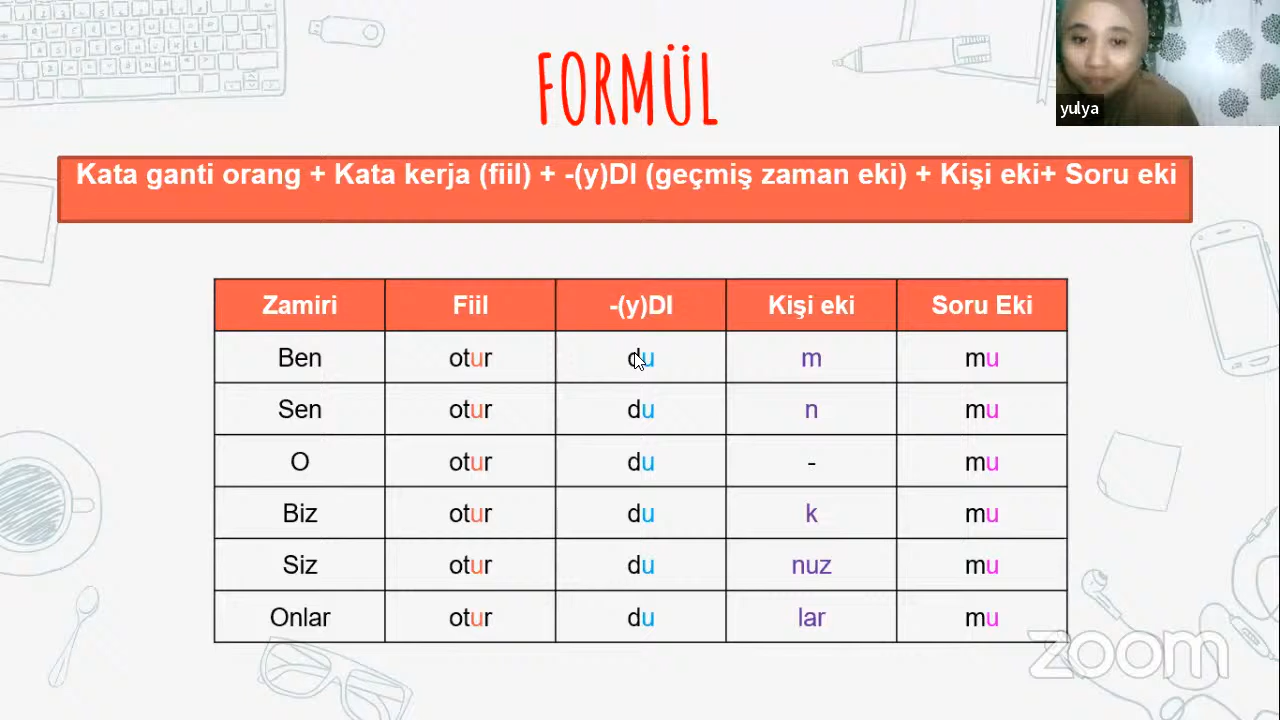 FORMÜL
yulya
Kata ganti orang + Kata kerja (fiil) + -(y)DI (geçmiş zaman eki) + Kişi eki+ Soru eki
Zamiri Fiil -(y)DI Kişi eki Soru Eki
Ben otur du m mu
Sen otur du n mu
O otur du - mu
Biz otur du k mu
Siz otur du nuz mu
Onlar otur du lar mu
zoom